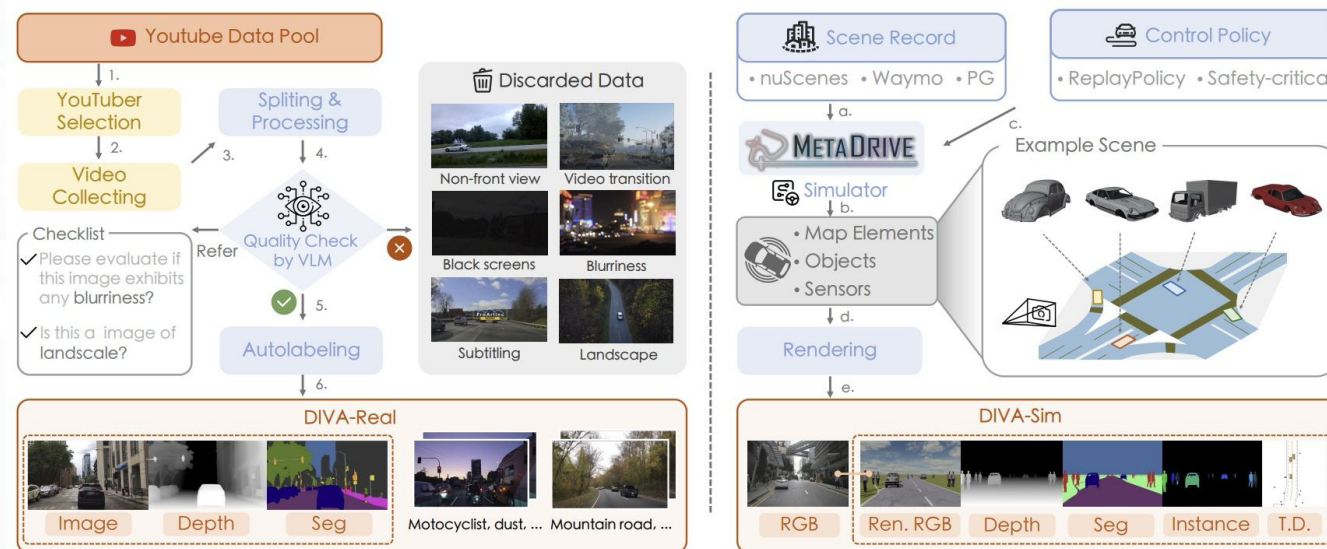 Youtube Data Pool
1.
YouTuber
Selection
2.
Video
Collecting
3.
Spliting &
Processing
4.
Quality Check
by VLM
Refer
Checklist
Please evaluate if
this image exhibits
any blurriness?
Is this a image of
landscale?
5.
Autolabeling
6.
Discarded Data
Non-front view
Video transition
Black screens
Blurriness
Subtitling
Landscape
DIVA-Real
Image
Depth
Seg
Motocyclist, dust, ...
Mountain road, ...
Scene Record
• nuScenes • Waymo • PG
Control Policy
• ReplayPolicy • Safety-critica
a.
c.
METADRIVE
Simulator
b.
• Map Elements
• Objects
• Sensors
d.
Rendering
e.
Example Scene
DIVA-Sim
RGB
Ren. RGB
Depth
Seg
Instance
T.D.